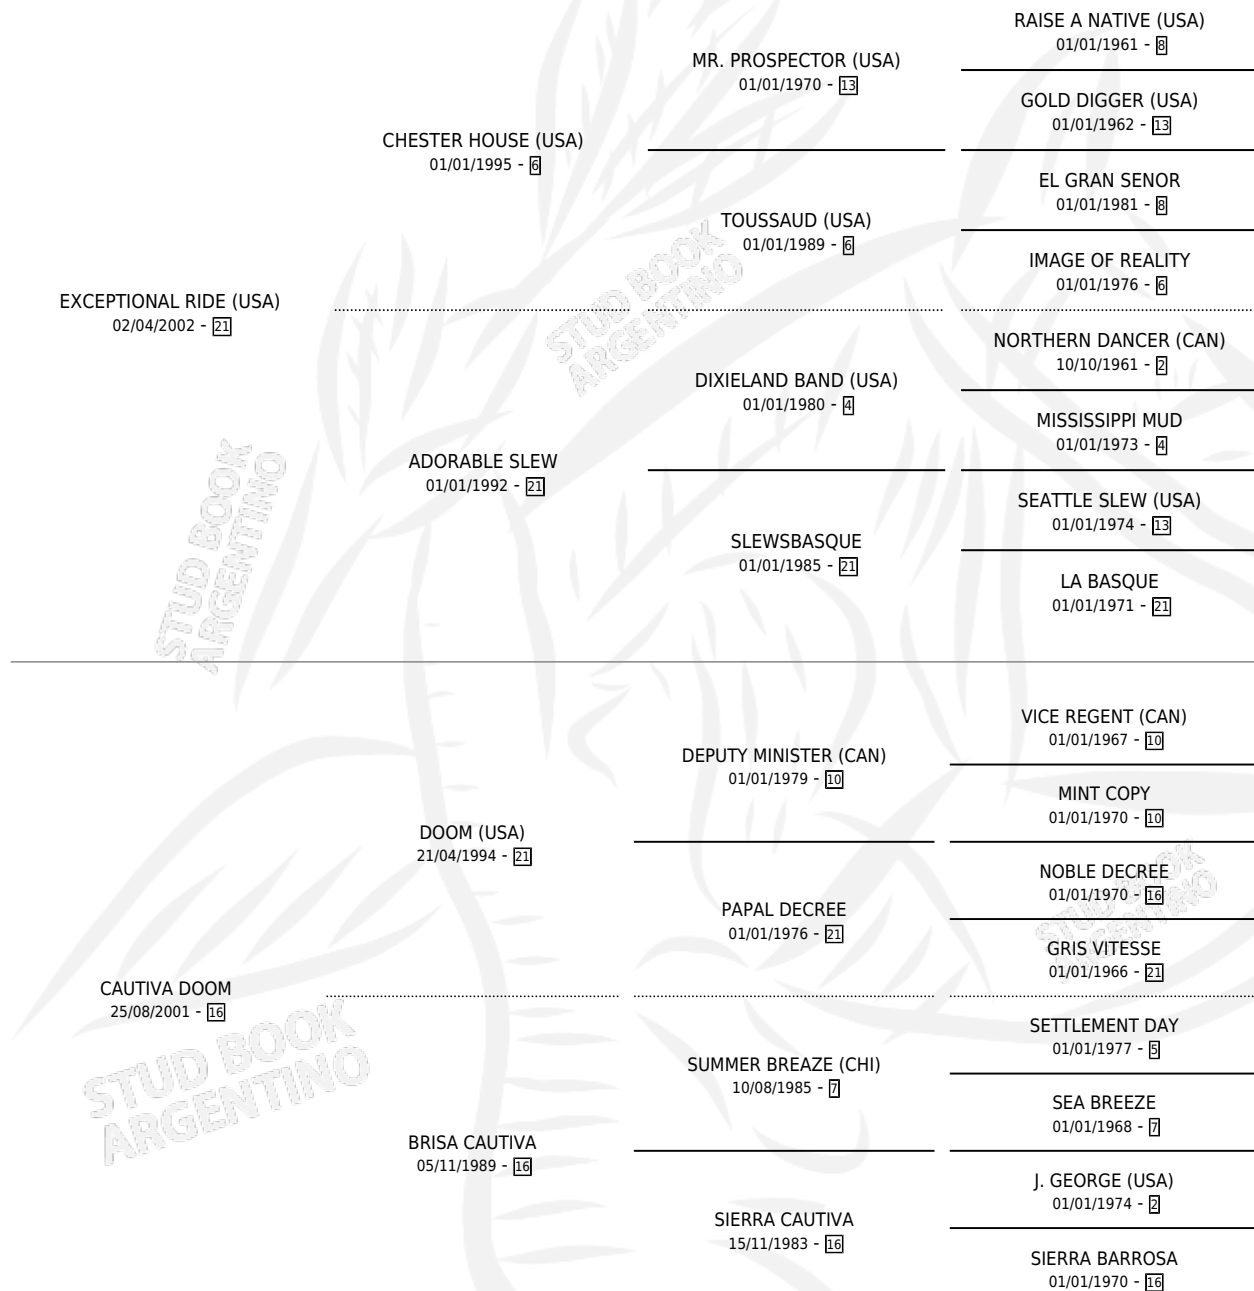 RAISE A NATIVE (USA)
01/01/1961 - 8
MR. PROSPECTOR (USA)
01/01/1970 - 13
GOLD DIGGER (USA)
01/01/1962 - 13
CHESTER HOUSE (USA)
01/01/1995 - 6
EL GRAN SENOR
01/01/1981 - 8
TOUSSAUD (USA)
01/01/1989 - 6
IMAGE OF REALITY
01/01/1976 - 6
EXCEPTIONAL RIDE (USA)
02/04/2002 - 21
NORTHERN DANCER (CAN)
10/10/1961 - 2
DIXIELAND BAND (USA)
01/01/1980 - 4
MISSISSIPPI MUD
01/01/1973 - 4
ADORABLE SLEW
01/01/1992 - 21
SEATTLE SLEW (USA)
01/01/1974 - 13
SLEWSBASQUE
01/01/1985 - 21
LA BASQUE
01/01/1971 - 21
VICE REGENT (CAN)
01/01/1967 - 10
DEPUTY MINISTER (CAN)
01/01/1979 - 10
MINT COPY
01/01/1970 - 10
DOOM (USA)
21/04/1994 - 21
NOBLE DECREE
01/01/1970 - 16
PAPAL DECREE
01/01/1976 - 21
GRIS VITESSE
01/01/1966 - 21
CAUTIVA DOOM
25/08/2001 - 16
SETTLEMENT DAY
01/01/1977 - 5
SUMMER BREAZE (CHI)
10/08/1985 - 7
SEA BREEZE
01/01/1968 - 7
BRISA CAUTIVA
05/11/1989 - 16
J. GEORGE (USA)
01/01/1974 - 2
SIERRA CAUTIVA
15/11/1983 - 16
SIERRA BARROSA
01/01/1970 - 16
STUD BOOK
ARGENTINO
STUD BOOK
ARGENTINO
STUD BOOK
ARGENTINO
STUD BOOK
ARGENTINO